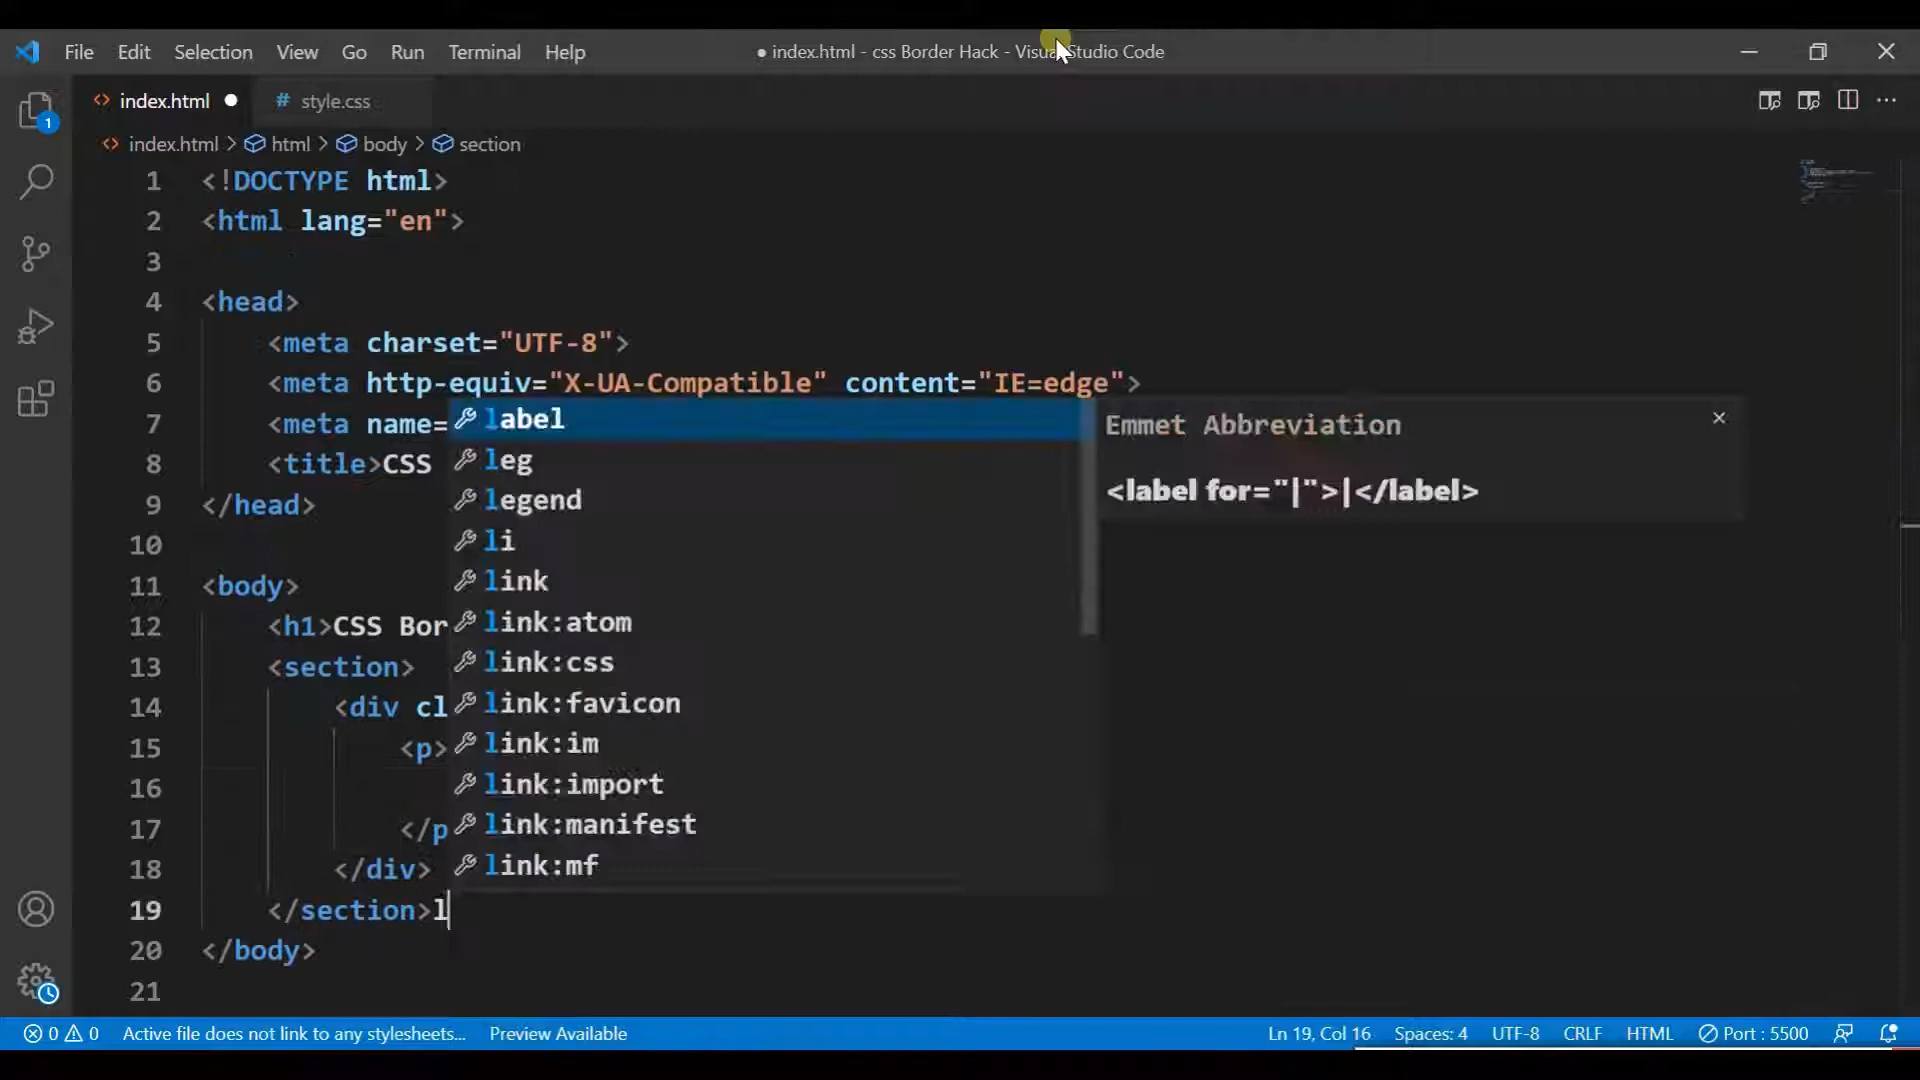 File Edit Selection View Go Run Terminal Help ● index.html - css Border Hack - Visual Studio Code
index.html ● # style.css ···
index.html > html > body > section
1 <!DOCTYPE html>
2 <html lang="en">
3
4 <head>
5 <meta charset="UTF-8">
6 <meta http-equiv="X-UA-Compatible" content="IE=edge">
7 <meta name=
8 <title>CSS
9 </head>
10
11 <body>
12 <h1>CSS Bor
13 <section>
14 <div cl
15 <p>
16
17 </p
18 </div>
19 </section>l
20 </body>
21
label
leg
legend
li
link
link:atom
link:css
link:favicon
link:im
link:import
link:manifest
link:mf
Emmet Abbreviation
<label for="|">|</label>
1
0 0 Active file does not link to any stylesheets... Preview Available Ln 19, Col 16 Spaces: 4 UTF-8 CRLF HTML Port : 5500